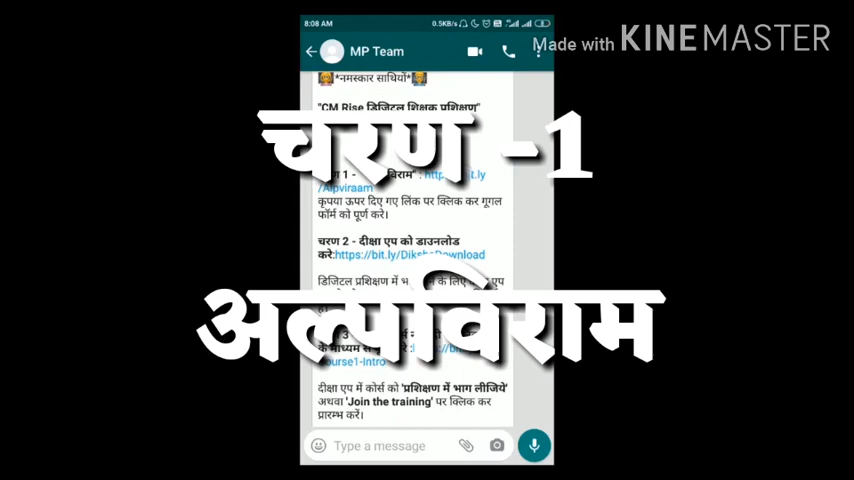 8:08 AM
0.5KB/s
Made with KINEMASTER
MP Team
*नमस्कार साथियों*
"CM Rise डिजिटल शिक्षक प्रशिक्षण"
चरण -1
/Alpviraam
कृपया ऊपर दिए गए लिंक पर क्लिक कर गूगल
फॉर्म को पूर्ण करे।
चरण 2 - दीक्षा एप को डाउनलोड
करे:https://bit.ly/DikshaDownload
डिजिटल प्रशिक्षण में के लिए एप
अल्पविराम
ourse1-Intro
दीक्षा एप में कोर्स को 'प्रशिक्षण में भाग लीजिये'
अथवा 'Join the training' पर क्लिक कर
प्रारम्भ करें।
Type a message